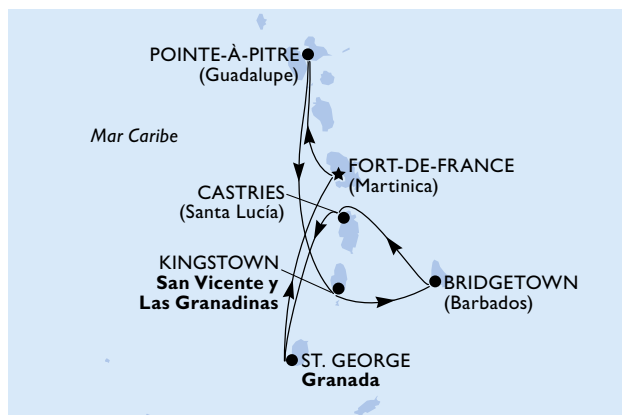 POINTE-À-PITRE
(Guadalupe)
Mar Caribe
FORT-DE-FRANCE
(Martinica)
CASTRIES
(Santa Lucía)
KINGSTOWN
San Vicente y
Las Granadinas
BRIDGETOWN
(Barbados)
ST. GEORGE
Granada